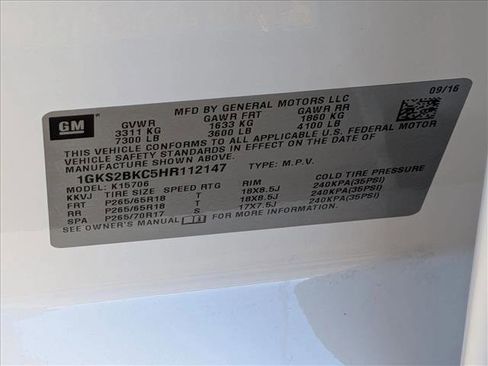 GM
MFD BY GENERAL MOTORS LLC
09/16
GVWR GAWR FRT GAWR RR
3311 KG 1633 KG 1860 KG
7300 LB 3600 LB 4100 LB
THIS VEHICLE CONFORMS TO ALL APPLICABLE U.S. FEDERAL MOTOR
VEHICLE SAFETY STANDARDS IN EFFECT ON THE DATE OF
MANUFACTURE SHOWN ABOVE.
1GKS2BKC5HR112147 TYPE: M.P.V.
MODEL: K15706
KKVJ TIRE SIZE SPEED RTG RIM
FRT P265/65R18 T 18X8.5J 240KPA(35PSI)
RR P265/65R18 T 18X8.5J 240KPA(35PSI)
SPA P265/70R17 S 17X7.5J 240KPA(35PSI)
SEE OWNER'S MANUAL FOR MORE INFORMATION.